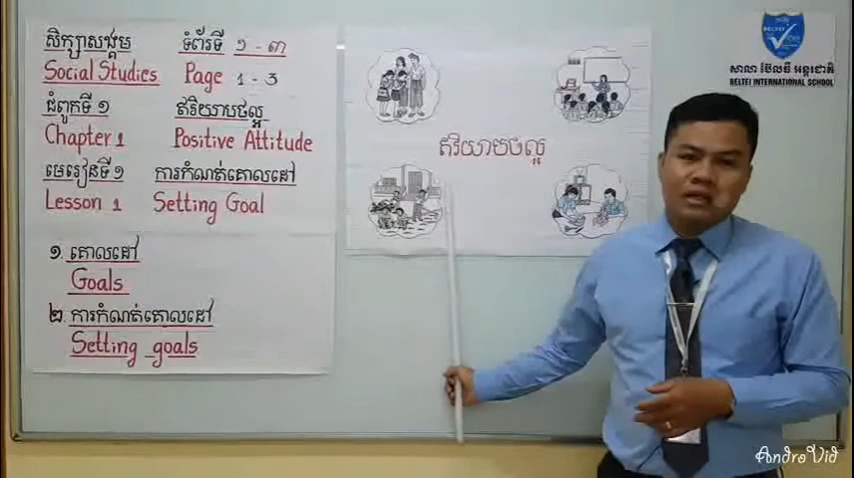 សិក្សាសង្គម ទំព័រទី ១ - ៣
Social Studies Page 1 - 3
ជំពូកទី ១ ឥរិយាបថល្អ
Chapter 1 Positive Attitude
មេរៀនទី ១ ការកំណត់គោលដៅ
Lesson 1 Setting Goal
១. គោលដៅ
Goals
២. ការកំណត់គោលដៅ
Setting goals
ឥរិយាបថល្អ
BELTEI
សាលា ប៊ែលធី អន្តរជាតិ
BELTEI INTERNATIONAL SCHOOL
AndroVid